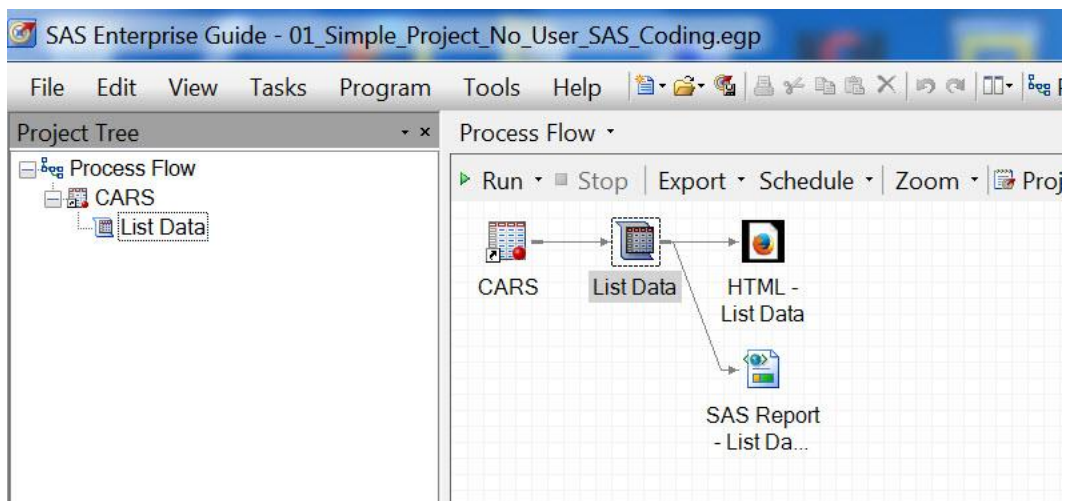 SAS Enterprise Guide - 01_Simple_Project_No_User_SAS_Coding.egp
File Edit View Tasks Program Tools Help
Project Tree
Process Flow
CARS
List Data
Process Flow
Run Stop Export Schedule Zoom Proj
CARS
List Data
HTML -
List Data
SAS Report
- List Da...